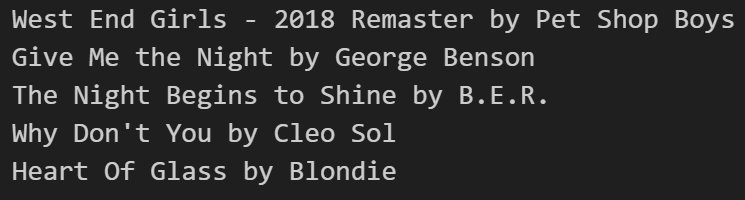 West End Girls - 2018 Remaster by Pet Shop Boys
Give Me the Night by George Benson
The Night Begins to Shine by B.E.R.
Why Don't You by Cleo Sol
Heart Of Glass by Blondie